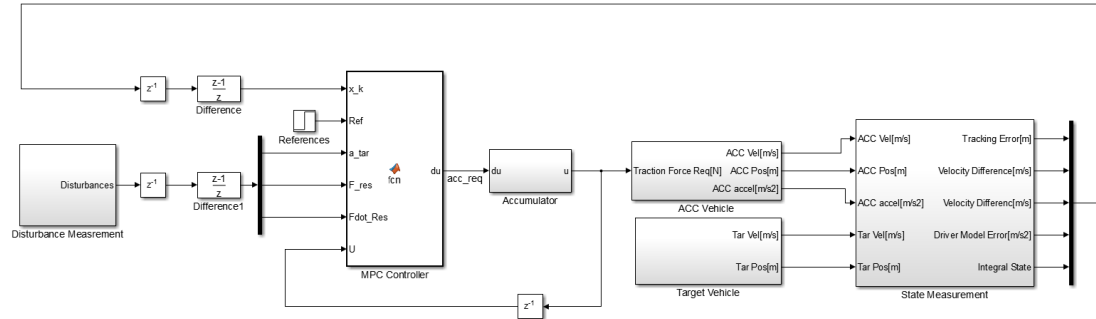 z-1
z-1
z
Difference
x_k
Ref
References
a_tar
F_res
Fdot_Res
U
fcn
du
MPC Controller
Disturbances
Disturbance Measrement
z-1
z-1
z
Difference1
acc_req
du
u
Accumulator
z-1
Traction Force Req[N]
ACC Vel[m/s]
ACC Pos[m]
ACC accel[m/s2]
ACC Vehicle
Tar Vel[m/s]
Tar Pos[m]
Target Vehicle
ACC Vel[m/s]
ACC Pos[m]
ACC accel[m/s2]
Tar Vel[m/s]
Tar Pos[m]
Tracking Error[m]
Velocity Difference[m/s]
Velocity Differenc[m/s]
Driver Model Error[m/s2]
Integral State
State Measurement